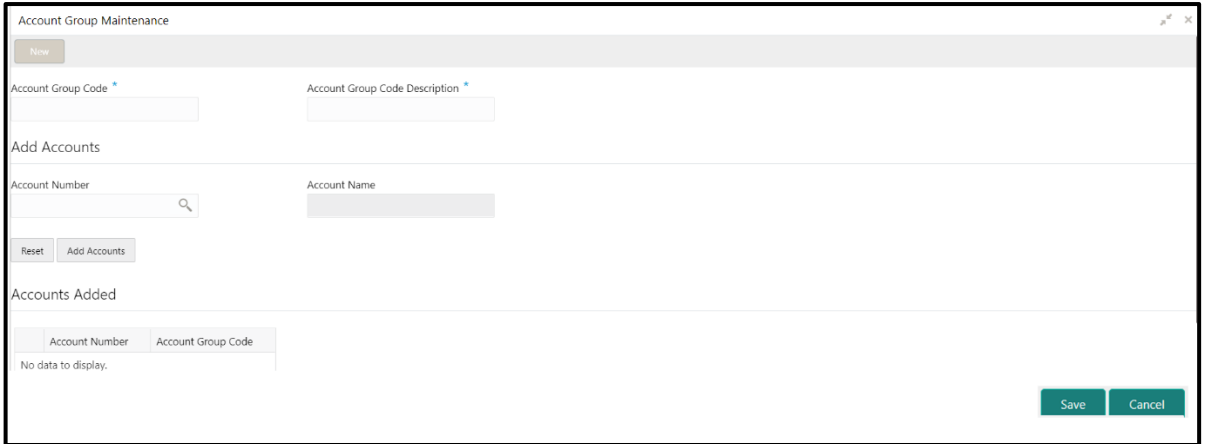 Account Group Maintenance
New
Account Group Code * Account Group Code Description *
Add Accounts
Account Number Account Name
Reset Add Accounts
Accounts Added
Account Number Account Group Code
No data to display.
Save Cancel